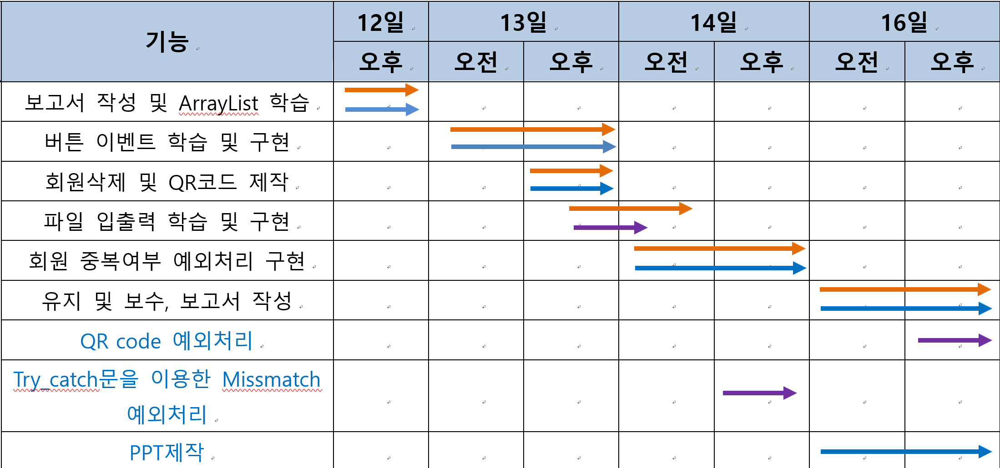 기능 12일 13일 14일 16일
오후 오전 오후 오전 오후 오전 오후
보고서 작성 및 ArrayList 학습
버튼 이벤트 학습 및 구현
회원삭제 및 QR코드 제작
파일 입출력 학습 및 구현
회원 중복여부 예외처리 구현
유지 및 보수, 보고서 작성
QR code 예외처리
Try_catch문을 이용한 Missmatch
예외처리
PPT제작